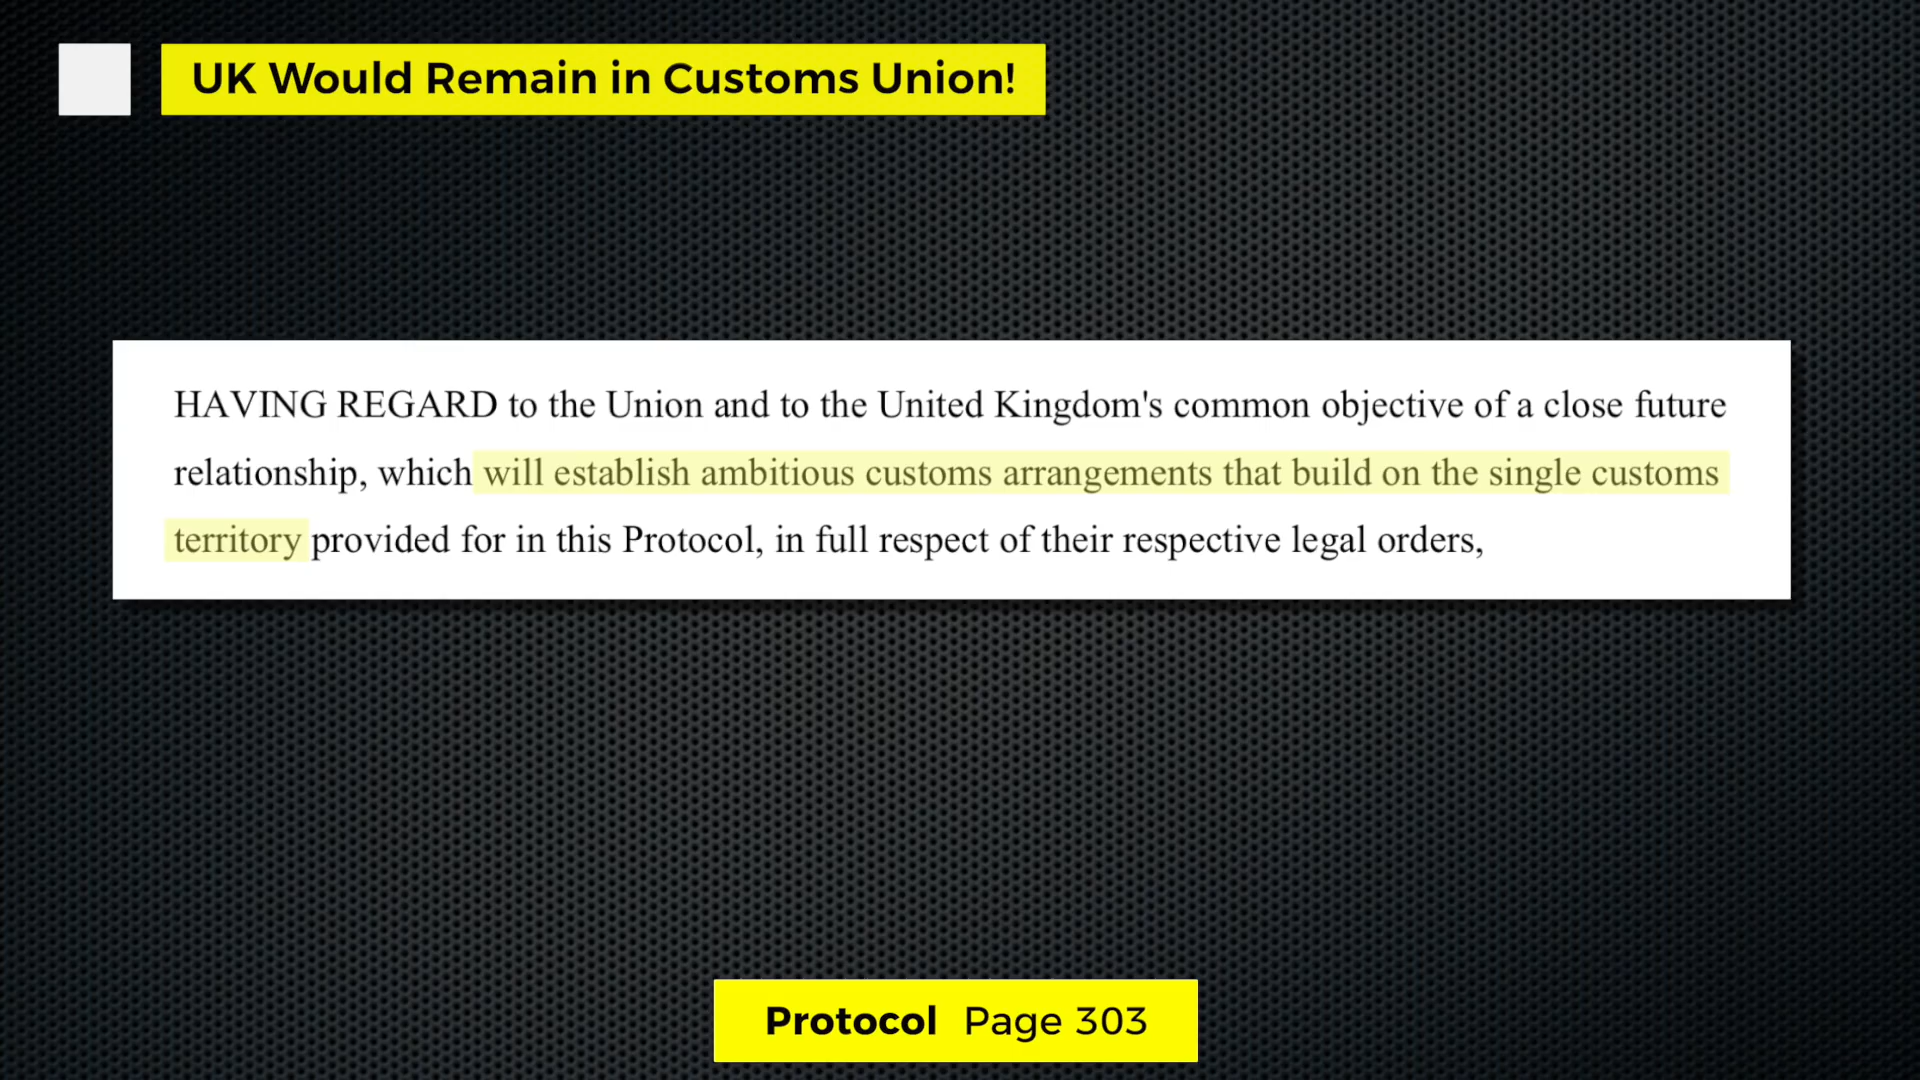 UK Would Remain in Customs Union!
HAVING REGARD to the Union and to the United Kingdom's common objective of a close future
relationship, which will establish ambitious customs arrangements that build on the single customs
territory provided for in this Protocol, in full respect of their respective legal orders,
Protocol Page 303